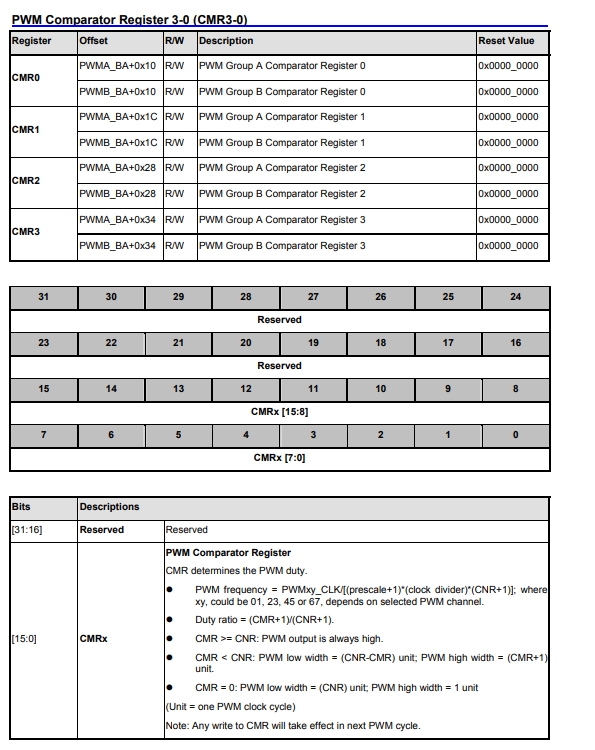 PWM Comparator Register 3-0 (CMR3-0)
Register Offset R/W Description Reset Value
CMR0
PWMA_BA+0x10 R/W PWM Group A Comparator Register 0 0x0000_0000
PWMB_BA+0x10 R/W PWM Group B Comparator Register 0 0x0000_0000
CMR1
PWMA_BA+0x1C R/W PWM Group A Comparator Register 1 0x0000_0000
PWMB_BA+0x1C R/W PWM Group B Comparator Register 1 0x0000_0000
CMR2
PWMA_BA+0x28 R/W PWM Group A Comparator Register 2 0x0000_0000
PWMB_BA+0x28 R/W PWM Group B Comparator Register 2 0x0000_0000
CMR3
PWMA_BA+0x34 R/W PWM Group A Comparator Register 3 0x0000_0000
PWMB_BA+0x34 R/W PWM Group B Comparator Register 3 0x0000_0000
31 30 29 28 27 26 25 24
Reserved
23 22 21 20 19 18 17 16
Reserved
15 14 13 12 11 10 9 8
CMRx [15:8]
7 6 5 4 3 2 1 0
CMRx [7:0]
Bits Descriptions
[31:16] Reserved Reserved
[15:0] CMRx
PWM Comparator Register
CMR determines the PWM duty.
● PWM frequency = PWMxy_CLK/[(prescale+1)*(clock divider)*(CNR+1)]; where
xy, could be 01, 23, 45 or 67, depends on selected PWM channel.
● Duty ratio = (CMR+1)/(CNR+1).
● CMR >= CNR: PWM output is always high.
● CMR < CNR: PWM low width = (CNR-CMR) unit; PWM high width = (CMR+1)
unit.
● CMR = 0: PWM low width = (CNR) unit; PWM high width = 1 unit
(Unit = one PWM clock cycle)
Note: Any write to CMR will take effect in next PWM cycle.